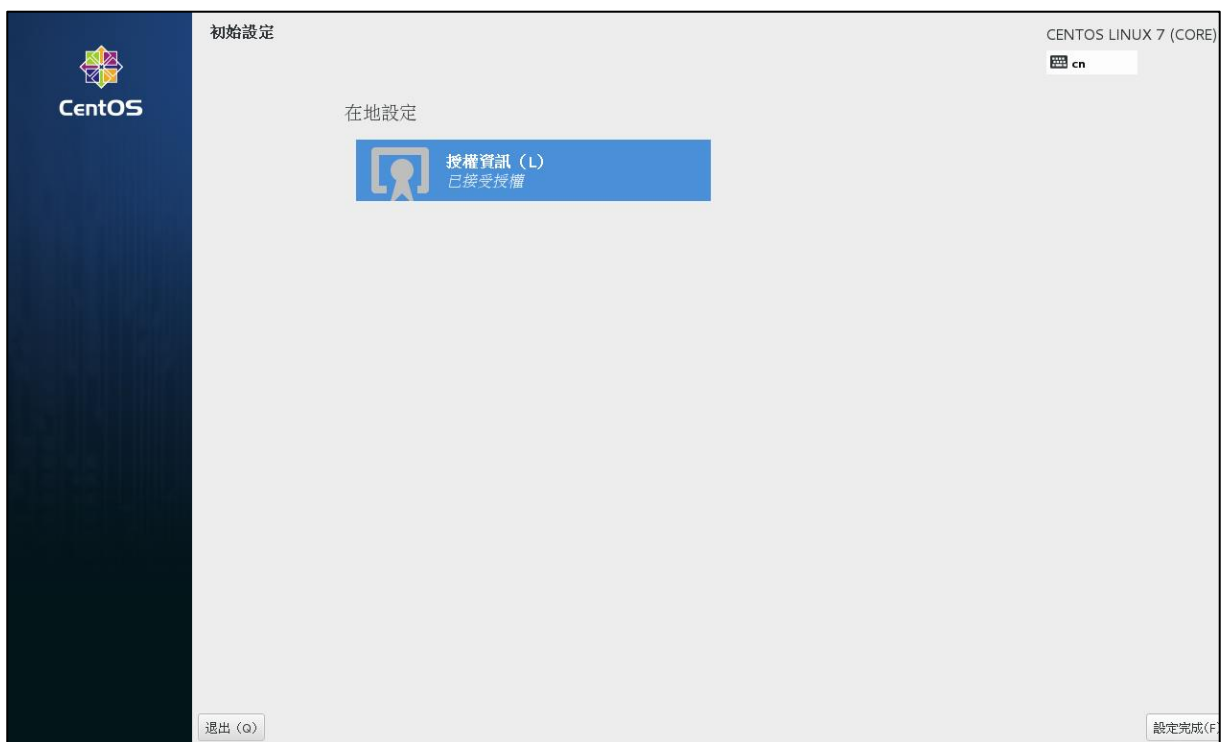 初始設定
CENTOS LINUX 7 (CORE)
cn
CentOS
在地設定
授權資訊（L）
已接受授權
退出（Q）
設定完成(F)